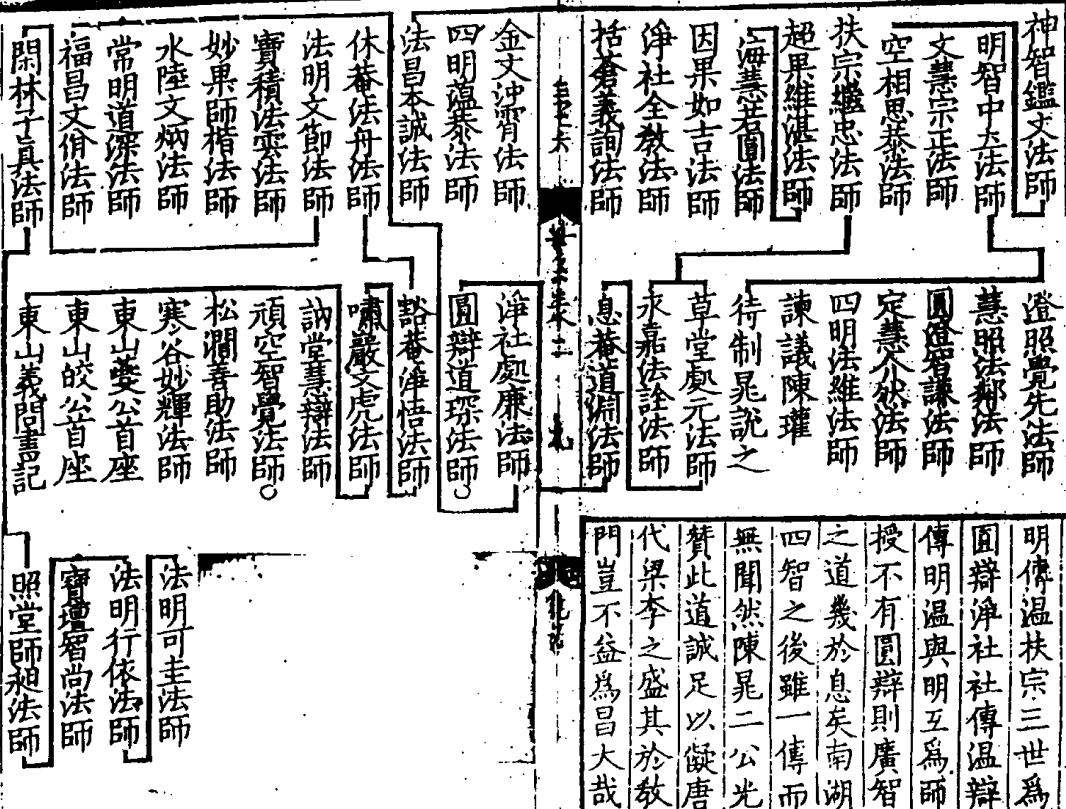 神智鑑文法師
明智中立法師
文慧宗正法師
空相思恭法師
扶宗繼忠法師
超果維湛法師
海慧若圓法師
因果如吉法師
淨社全教法師
括蒼義詢法師
澄照覺先法師
慧照法鄰法師
圓澄智謙法師
定慧介然法師
四明法維法師
諫議陳瓘
待制晁說之
草堂處元法師
永嘉法詮法師
息菴道淵法師
明傳温扶宗三世爲
圓辯淨社社傳温辯
傳明温與明互爲師
授不有圓辯則廣智
之道幾於息矣南湖
四智之後雖一傳而
無聞然陳晁二公光
贊此道誠足以儗唐
代梁李之盛其於教
門豈不益爲昌大哉
金文沖霄法師
四明蘊恭法師
法昌本誠法師
休菴法舟法師
法明文節法師
寶積法雲法師
妙果師楷法師
水陸文炳法師
常明道深法師
福昌文佾法師
閑林子真法師
淨社處廉法師
圓辯道琛法師
谿菴淨悟法師
嘯巖文虎法師
訥堂慧辯法師
頑空智覺法師
松澗善助法師
寒谷妙輝法師
東山夔公首座
東山皎公首座
東山義問書記
法明可圭法師
法明行依法師
寶壇智尚法師
照堂師昶法師